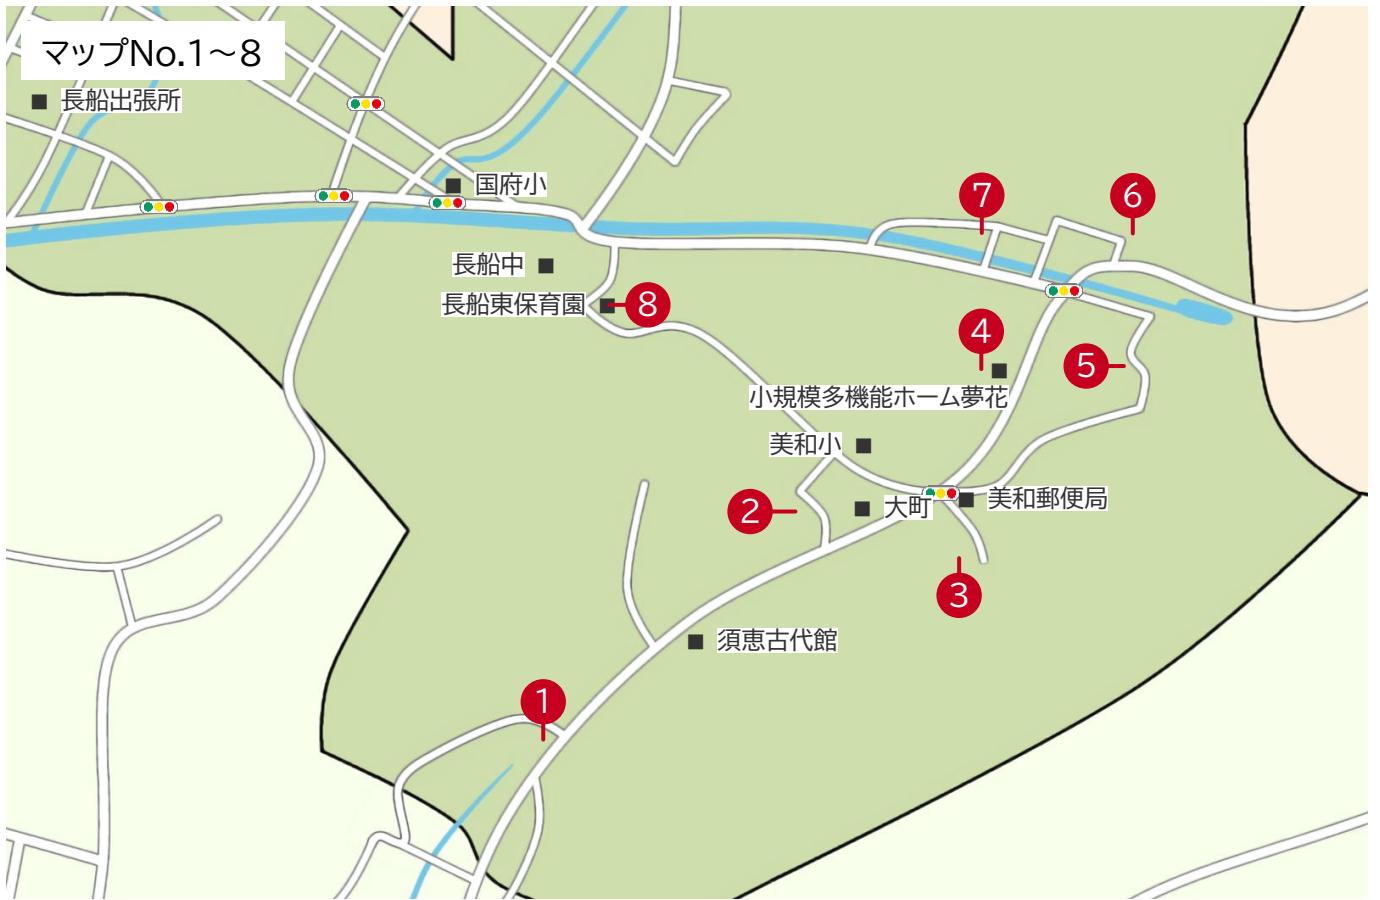 マップNo.1～8
長船出張所
国府小
7
6
長船中
長船東保育園
8
4
5
小規模多機能ホーム夢花
美和小
2
大町
美和郵便局
3
須恵古代館
1